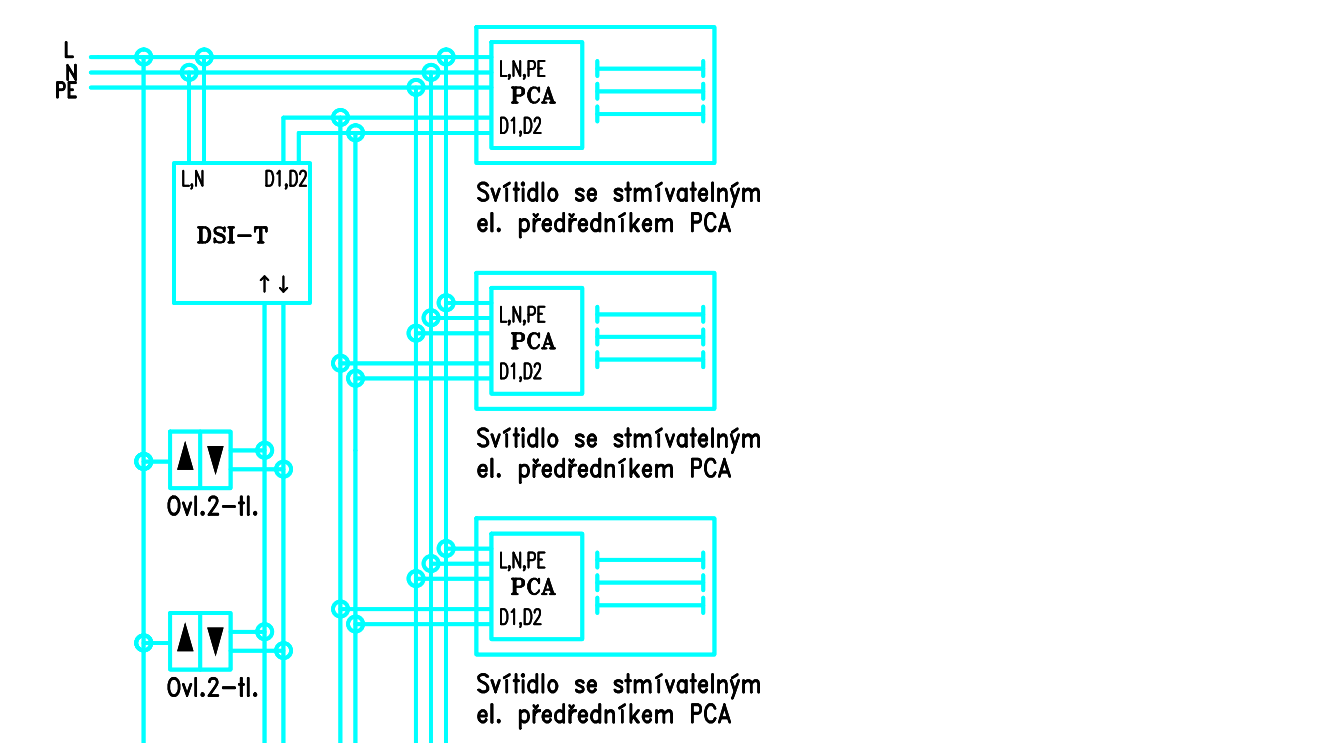 L
N
PE
L,N,PE
PCA
D1,D2
Svítidlo se stmívatelným
el. předředníkem PCA
L,N D1,D2
DSI-T
↑ ↓
L,N,PE
PCA
D1,D2
Svítidlo se stmívatelným
el. předředníkem PCA
Ovl.2-tl.
L,N,PE
PCA
D1,D2
Svítidlo se stmívatelným
el. předředníkem PCA
Ovl.2-tl.